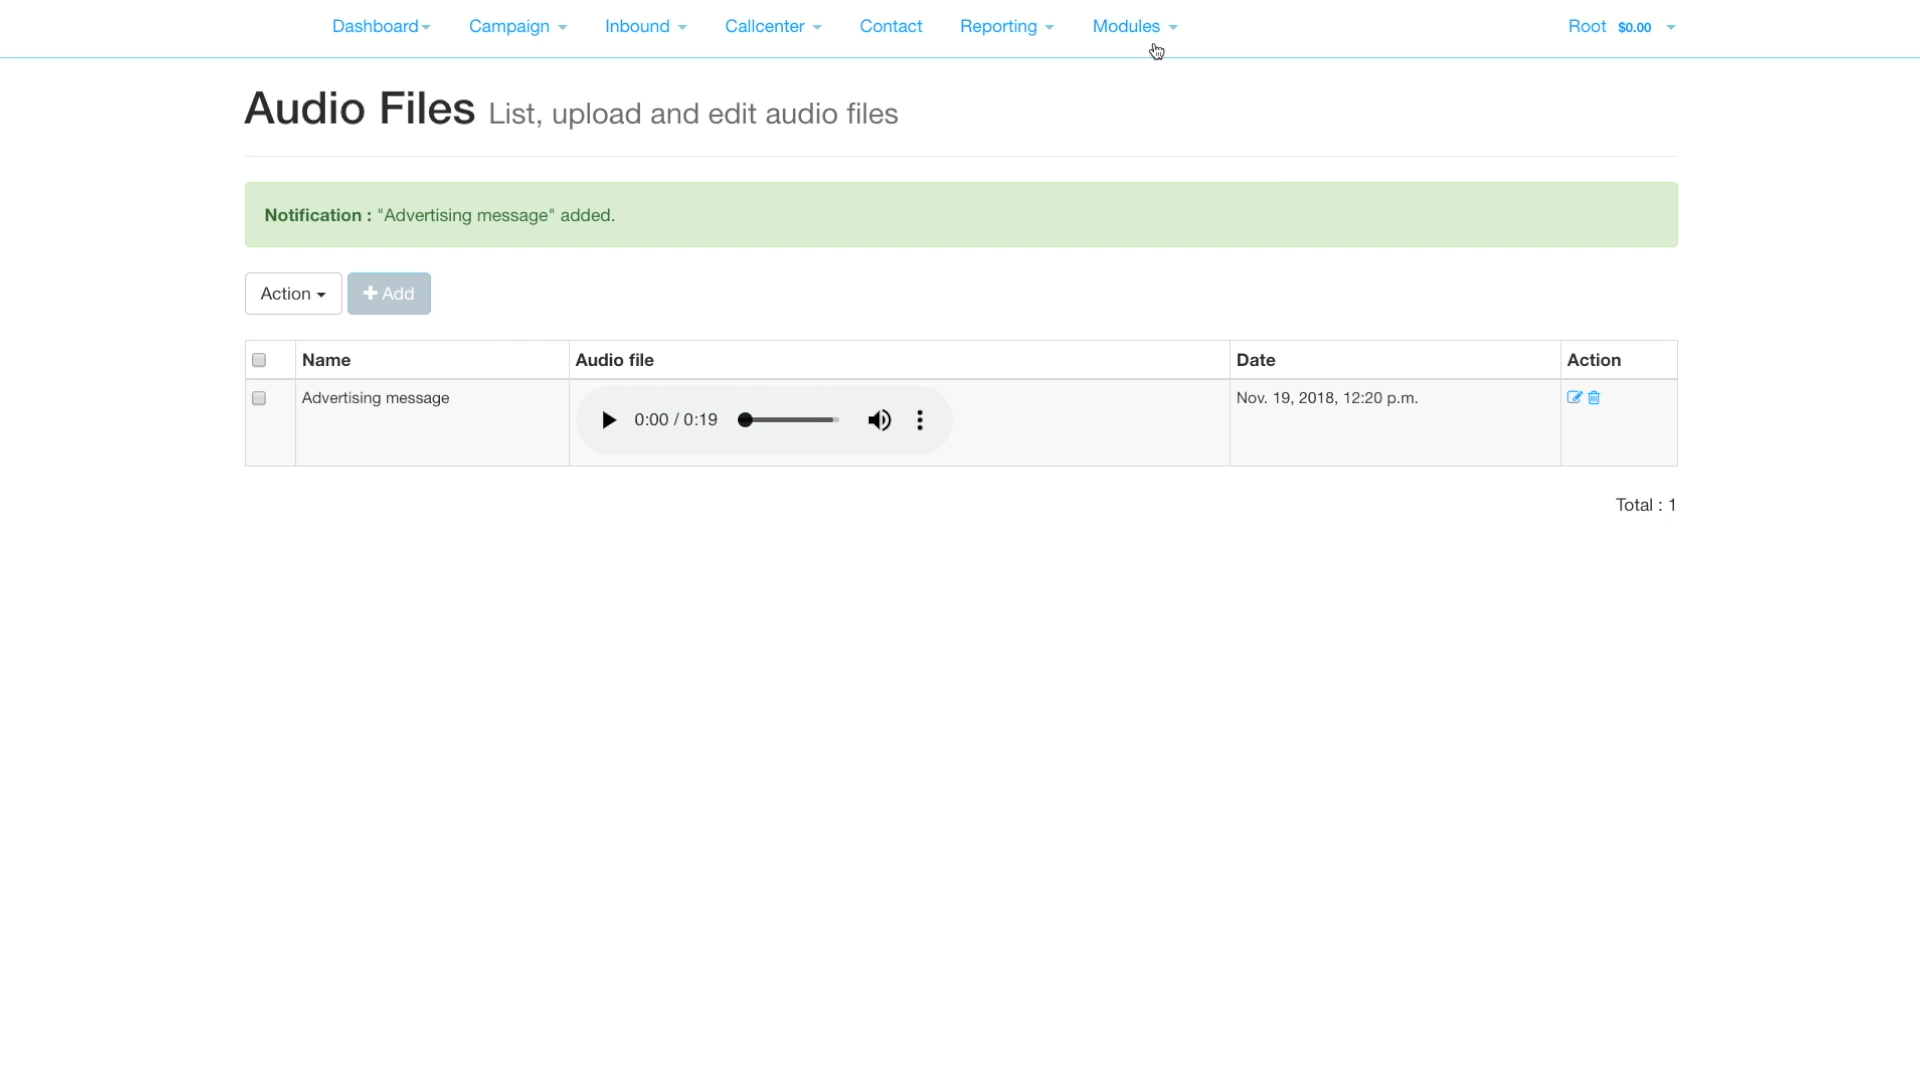 Dashboard Campaign Inbound Callcenter Contact Reporting Modules Root $0.00
Audio Files List, upload and edit audio files
Notification : "Advertising message" added.
Action Add
Name Audio file Date Action
Advertising message 0:00 / 0:19 Nov. 19, 2018, 12:20 p.m.
Total : 1